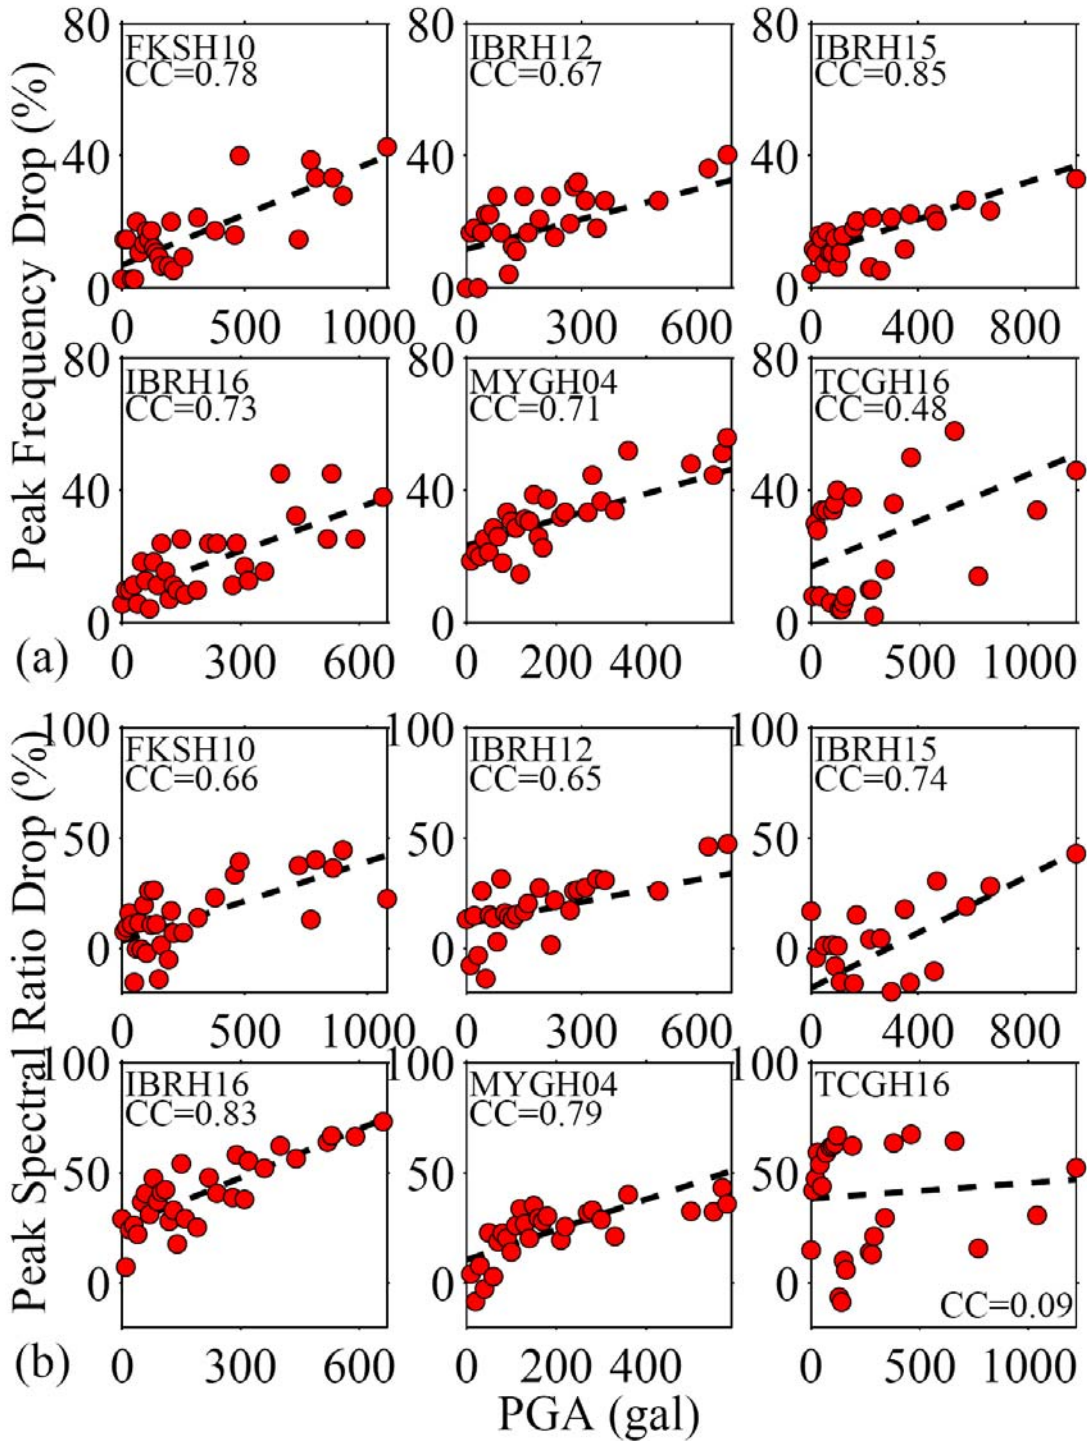 Peak Frequency Drop (%)
80 80 80
FKSH10 IBRH12 IBRH15
CC=0.78 CC=0.67 CC=0.85
40 40 40
0 0 0
0 500 1000 0 300 600 0 400 800
80 80 80
IBRH16 MYGH04 TCGH16
CC=0.73 CC=0.71 CC=0.48
40 40 40
0 0 0
0 300 600 0 200 400 0 500 1000
(a)
Peak Spectral Ratio Drop (%)
100 100 100
FKSH10 IBRH12 IBRH15
CC=0.66 CC=0.65 CC=0.74
50 50 50
0 0 0
0 500 1000 0 300 600 0 400 800
100 100 100
IBRH16 MYGH04 TCGH16
CC=0.83 CC=0.79
50 50 50
0 0 0
CC=0.09
0 300 600 0 200 400 0 500 1000
(b)
PGA (gal)